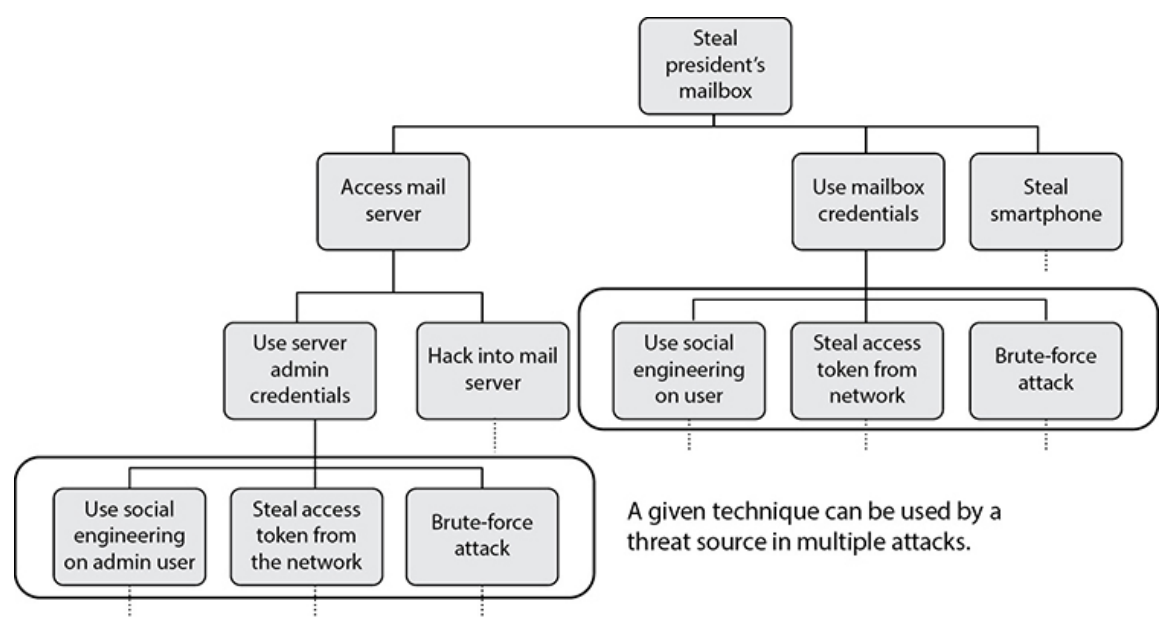 Steal
president's
mailbox
Access mail
server
Use mailbox
credentials
Steal
smartphone
Use server
admin
credentials
Hack into mail
server
Use social
engineering
on user
Steal access
token from
network
Brute-force
attack
Use social
engineering
on admin user
Steal access
token from
the network
Brute-force
attack
A given technique can be used by a
threat source in multiple attacks.